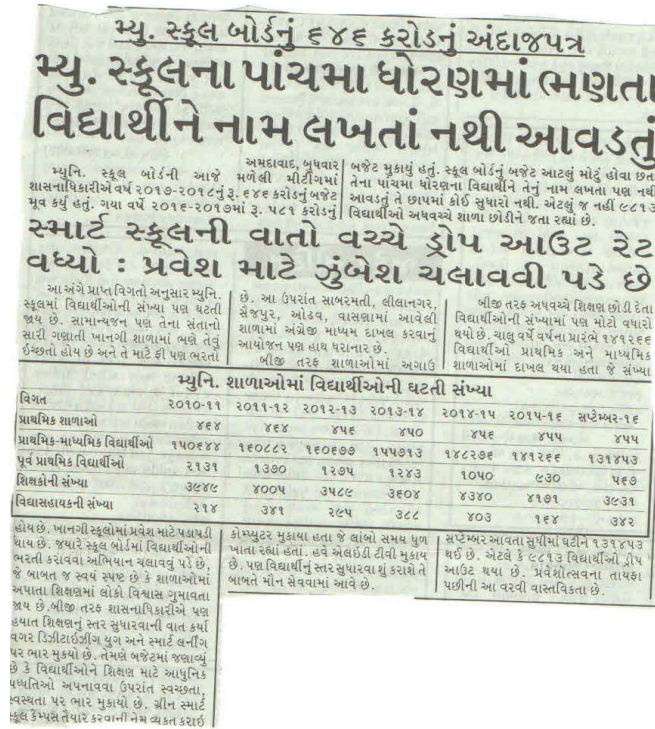 મ્યુ. સ્કૂલ બોર્ડનું ૬૪૬ કરોડનું અંદાજપત્ર
મ્યુ. સ્કૂલના પાંચમા ધોરણમાં ભણતા
વિદ્યાર્થીને નામ લખતાં નથી આવડતું
અમદાવાદ, બુધવાર
મ્યુનિ. સ્કૂલ બોર્ડની આજે મળેલી મીટીંગમાં
શાસનાધિકારીએ વર્ષ ૨૦૧૭-૨૦૧૮નું રૂ. ૬૪૬ કરોડનું બજેટ
મૂવ કર્યું હતું. ગયા વર્ષે ૨૦૧૬-૨૦૧૭માં રૂ. ૫૮૧ કરોડનું
બજેટ મુકાયું હતું. સ્કૂલ બોર્ડનું બજેટ આટલું મોટું હોવા છતાં
તેના પાંચમા ધોરણના વિદ્યાર્થીને તેનું નામ લખતા પણ નથી
આવડતું તે છાપમાં કોઈ સુધારો નથી. એટલું જ નહીં ૯૮૧૩
વિદ્યાર્થીઓ અધવચ્ચે શાળા છોડીને જતા રહ્યાં છે.
સ્માર્ટ સ્કૂલની વાતો વચ્ચે ડ્રોપ આઉટ રેટ
વધ્યો : પ્રવેશ માટે ઝુંબેશ ચલાવવી પડે છે
આ અંગે પ્રાપ્ત વિગતો અનુસાર મ્યુનિ.
સ્કૂલમાં વિદ્યાર્થીઓની સંખ્યા પણ ઘટતી
જાય છે. સામાન્યજન પણ તેના સંતાનો
સારી ગણાતી ખાનગી શાળામાં ભણે તેવું
ઈચ્છતો હોય છે અને તે માટે ફી પણ ભરતો
છે. આ ઉપરાંત સાબરમતી, લીલાનગર,
સૈજપુર, ઓઢવ, વાસણામાં આવેલી
શાળામાં અંગ્રેજી માધ્યમ દાખલ કરવાનું
આયોજન પણ હાથ ધરાનાર છે.
બીજી તરફ શાળાઓમાં અગાઉ
બીજી તરફ અધવચ્ચે શિક્ષણ છોડી દેતા
વિદ્યાર્થીઓની સંખ્યામાં પણ મોટો વધારો
થયો છે. ચાલુ વર્ષે વર્ષના પ્રારંભે ૧૪૧૨૬૬
વિદ્યાર્થીઓ પ્રાથમિક અને માધ્યમિક
શાળાઓમાં દાખલ થયા હતા જે સંખ્યા
મ્યુનિ. શાળાઓમાં વિદ્યાર્થીઓની ઘટતી સંખ્યા
વિગત ૨૦૧૦-૧૧ ૨૦૧૧-૧૨ ૨૦૧૨-૧૩ ૨૦૧૩-૧૪ ૨૦૧૪-૧૫ ૨૦૧૫-૧૬ સપ્ટેમ્બર-૧૬
પ્રાથમિક શાળાઓ ૪૬૪ ૪૬૪ ૪૫૬ ૪૫૦ ૪૫૬ ૪૫૫ ૪૫૫
પ્રાથમિક-માધ્યમિક વિદ્યાર્થીઓ ૧૫૦૬૪૪ ૧૬૦૮૮૨ ૧૬૦૬૭૭ ૧૫૫૭૧૩ ૧૪૮૨૭૬ ૧૪૧૨૬૬ ૧૩૧૪૫૩
પૂર્વ પ્રાથમિક વિદ્યાર્થીઓ ૨૧૩૧ ૧૩૭૦ ૧૨૭૫ ૧૨૪૩ ૧૦૫૦ ૯૩૦ ૫૬૭
શિક્ષકોની સંખ્યા ૩૯૪૯ ૪૦૦૫ ૩૫૮૯ ૩૬૦૪ ૪૩૪૦ ૪૧૭૧ ૩૯૩૧
વિદ્યાસહાયકની સંખ્યા ૨૧૪ ૩૪૧ ૨૯૫ ૩૮૮ ૪૦૩ ૧૬૪ ૩૪૨
હોય છે. ખાનગી સ્કૂલોમાં પ્રવેશ માટે પડાપડી
થાય છે. જ્યારે સ્કૂલ બોર્ડમાં વિદ્યાર્થીઓની
ભરતી કરાવવા અભિયાન ચલાવવું પડે છે,
જે બાબત જ સ્વયં સ્પષ્ટ છે કે શાળાઓમાં
અપાતા શિક્ષણમાં લોકો વિશ્વાસ ગુમાવતા
જાય છે.બીજી તરફ શાસનાધિકારીએ પણ
હયાત શિક્ષણનું સ્તર સુધારવાની વાત કર્યા
વગર ડિઝીટાઇઝીંગ યુગ અને સ્માર્ટ લર્નીંગ
પર ભાર મુક્યો છે. તેમણે બજેટમાં જણાવ્યું
છે કે વિદ્યાર્થીઓને શિક્ષણ માટે આધુનિક
પધ્ધતિઓ અપનાવવા ઉપરાંત સ્વચ્છતા,
સ્વસ્થતા પર ભાર મુકાયો છે. ગ્રીન સ્માર્ટ
સ્કૂલ કેમ્પસ તૈયાર કરવાની નેમ વ્યક્ત કરાઇ
કોમ્પ્યુટર મુકાયા હતા જે લાંબો સમય ધુળ
ખાતા રહ્યાં હતાં. હવે એલઇડી ટીવી મુકાય
છે. પણ વિદ્યાર્થીનું સ્તર સુધારવા શું કરાશે તે
બાબતે મૌન સેવવામાં આવે છે.
સપ્ટેમ્બર આવતા સુધીમાં ઘટીને ૧૩૧૪૫૩
થઈ છે. એટલે કે ૯૮૧૩ વિદ્યાર્થીઓ ડ્રોપ
આઉટ થયા છે. પ્રવેશોત્સવના તાયફા
પછીની આ વરવી વાસ્તવિકતા છે.